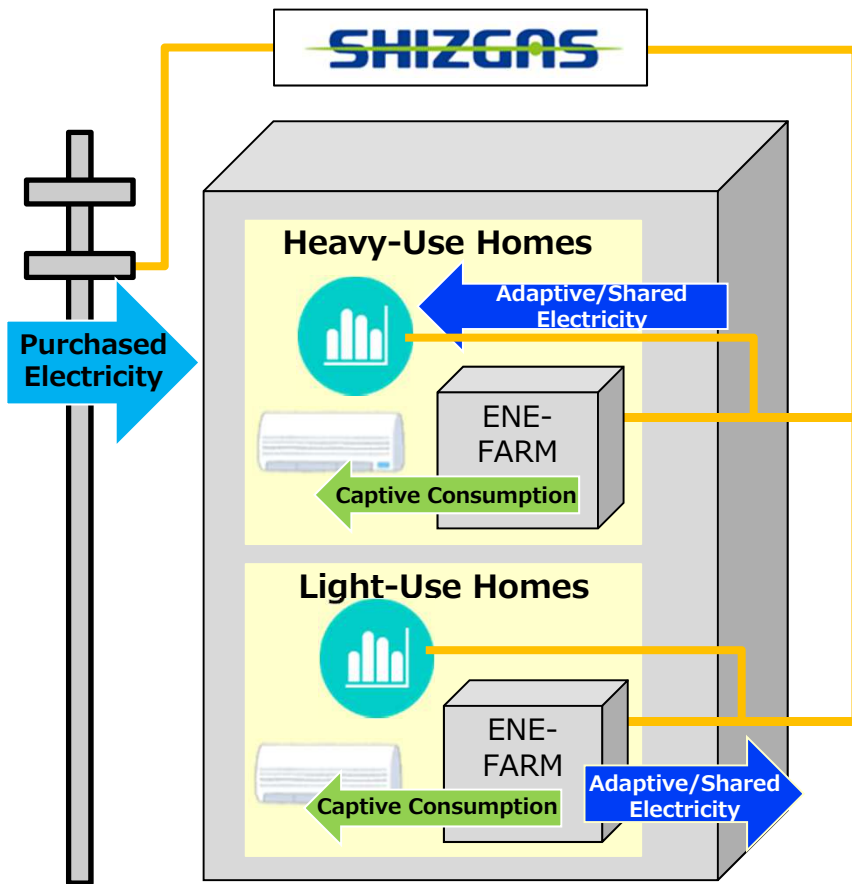 SHIZGAS
Heavy-Use Homes
Adaptive/Shared
Electricity
Purchased
Electricity
ENE-
FARM
Captive Consumption
Light-Use Homes
ENE-
FARM
Adaptive/Shared
Electricity
Captive Consumption